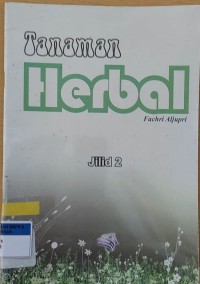 Tanaman
Herbal
Fachri Aljupri
Jilid 2